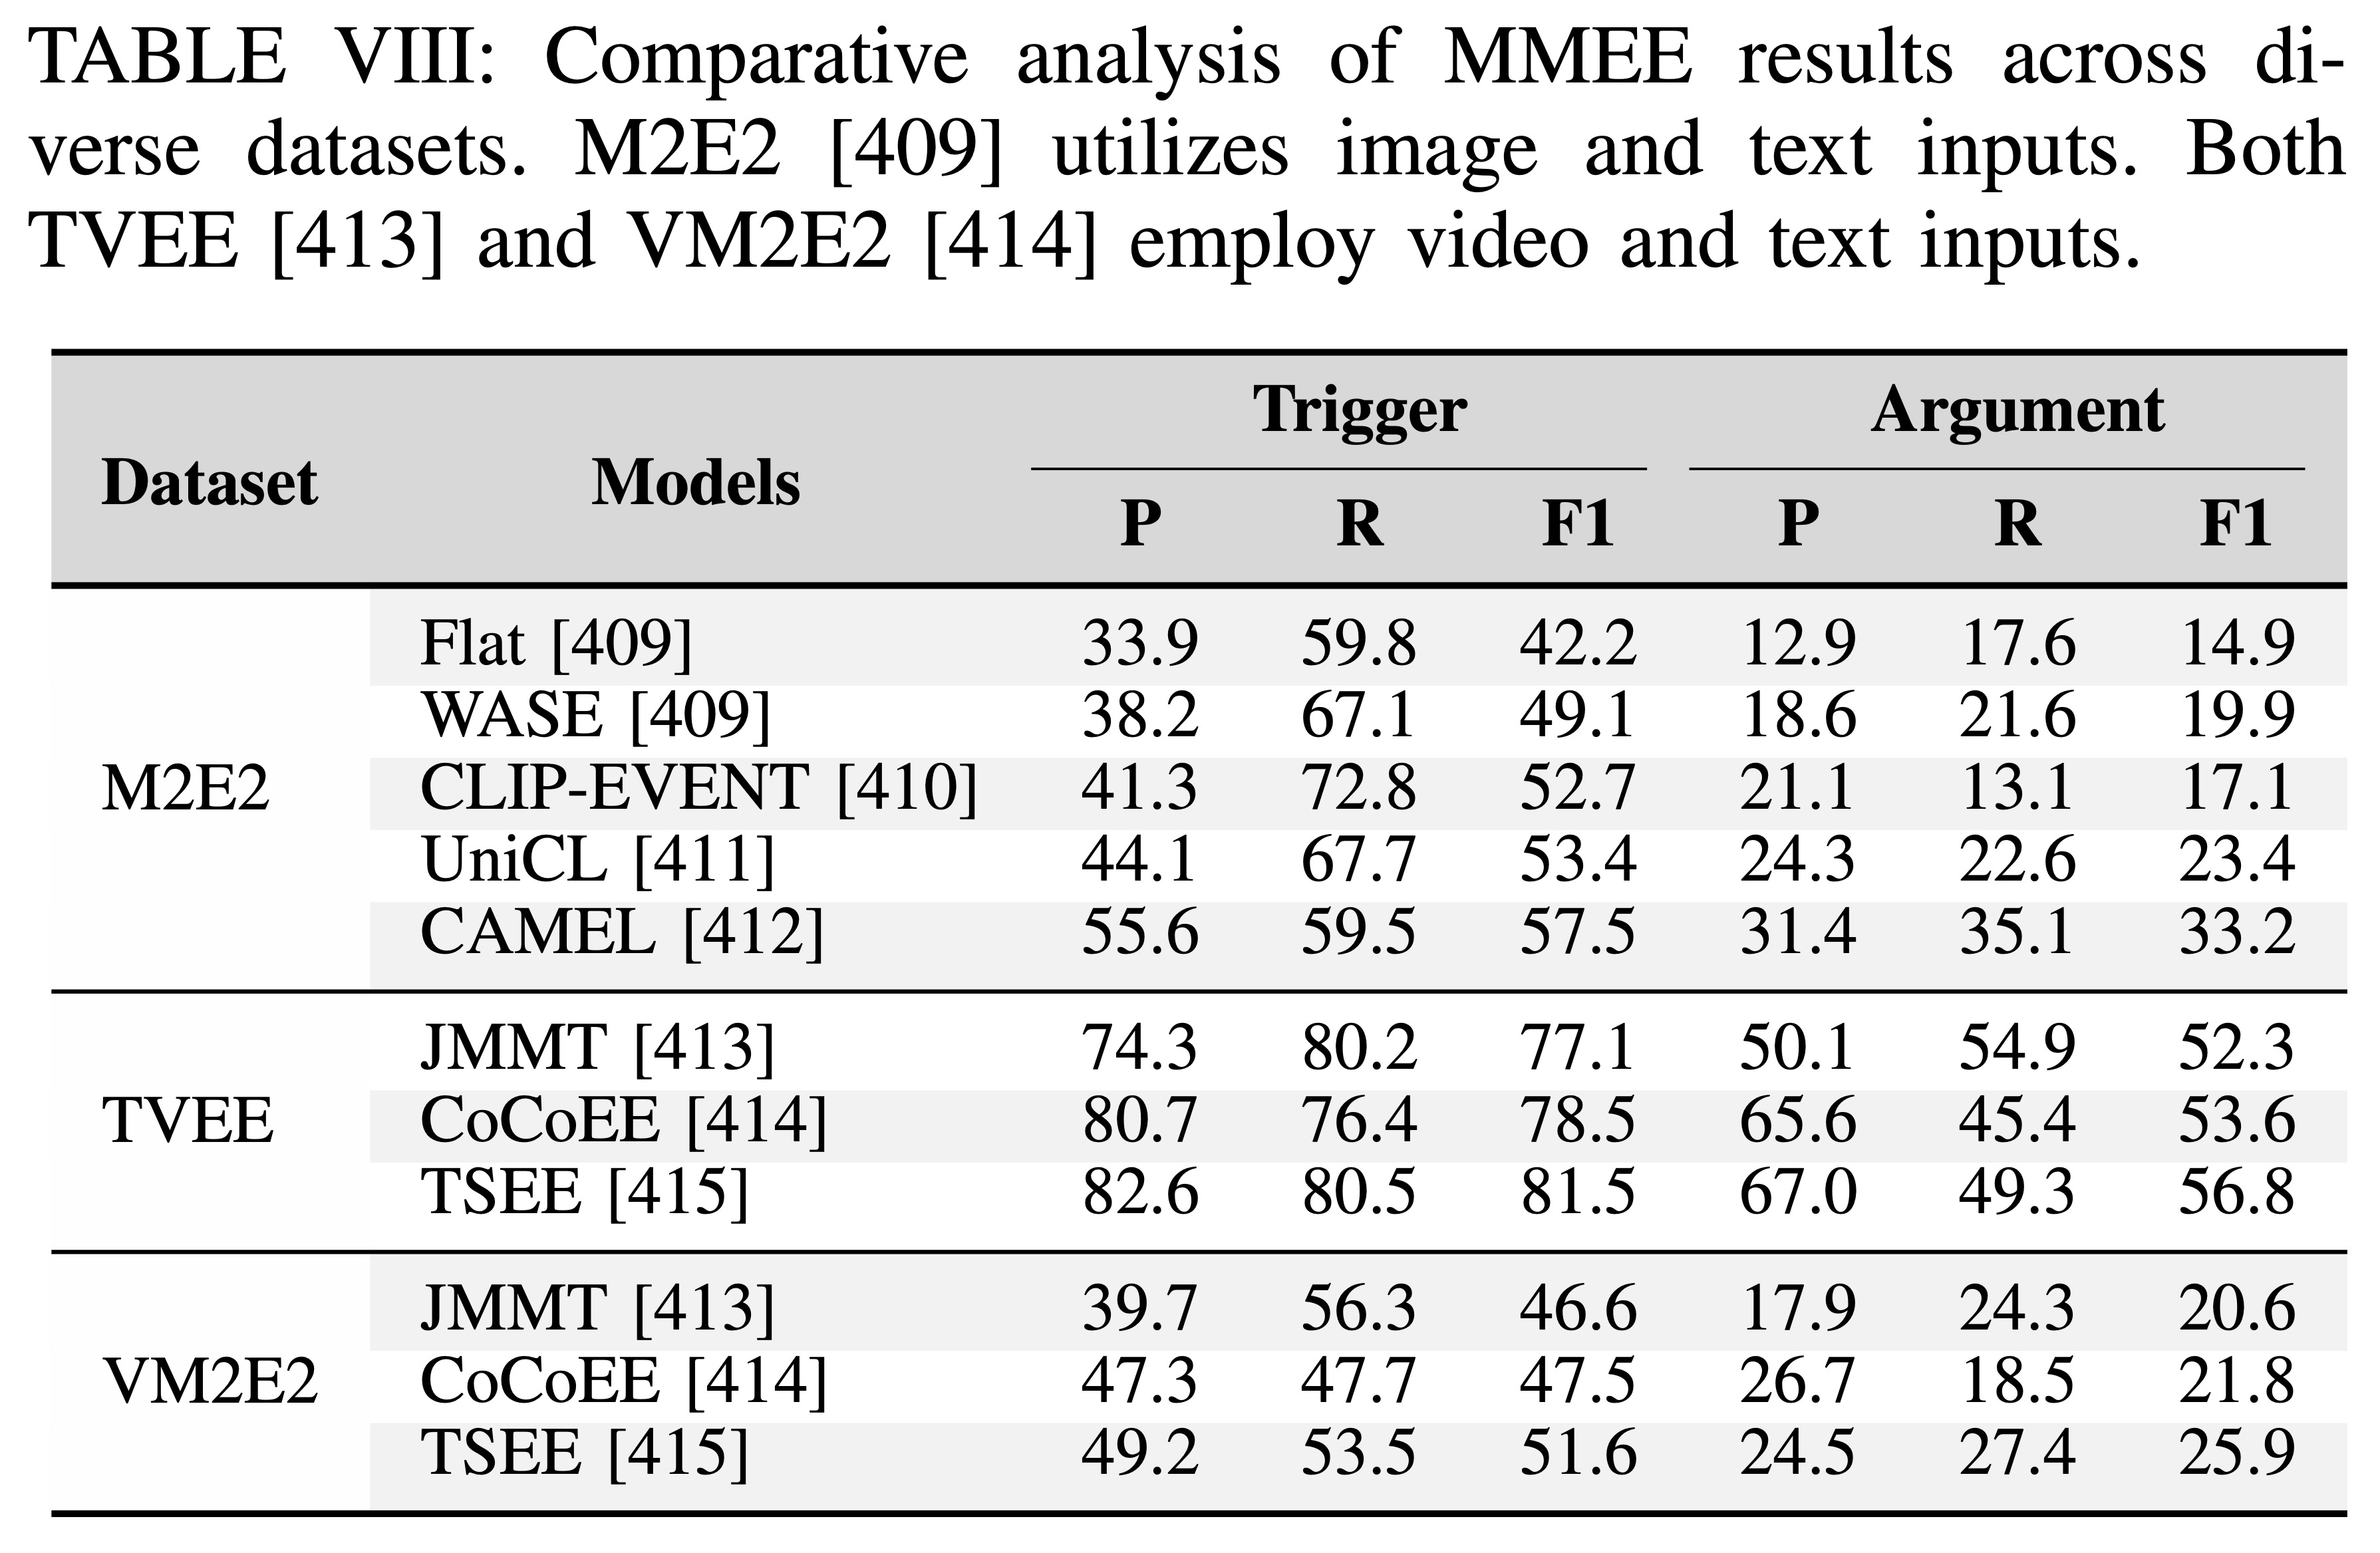 TABLE VIII: Comparative analysis of MMEE results across di-
verse datasets. M2E2 [409] utilizes image and text inputs. Both
TVEE [413] and VM2E2 [414] employ video and text inputs.
Dataset Models Trigger Argument
P R F1 P R F1
M2E2
Flat [409] 33.9 59.8 42.2 12.9 17.6 14.9
WASE [409] 38.2 67.1 49.1 18.6 21.6 19.9
CLIP-EVENT [410] 41.3 72.8 52.7 21.1 13.1 17.1
UniCL [411] 44.1 67.7 53.4 24.3 22.6 23.4
CAMEL [412] 55.6 59.5 57.5 31.4 35.1 33.2
TVEE
JMMT [413] 74.3 80.2 77.1 50.1 54.9 52.3
CoCoEE [414] 80.7 76.4 78.5 65.6 45.4 53.6
TSEE [415] 82.6 80.5 81.5 67.0 49.3 56.8
VM2E2
JMMT [413] 39.7 56.3 46.6 17.9 24.3 20.6
CoCoEE [414] 47.3 47.7 47.5 26.7 18.5 21.8
TSEE [415] 49.2 53.5 51.6 24.5 27.4 25.9